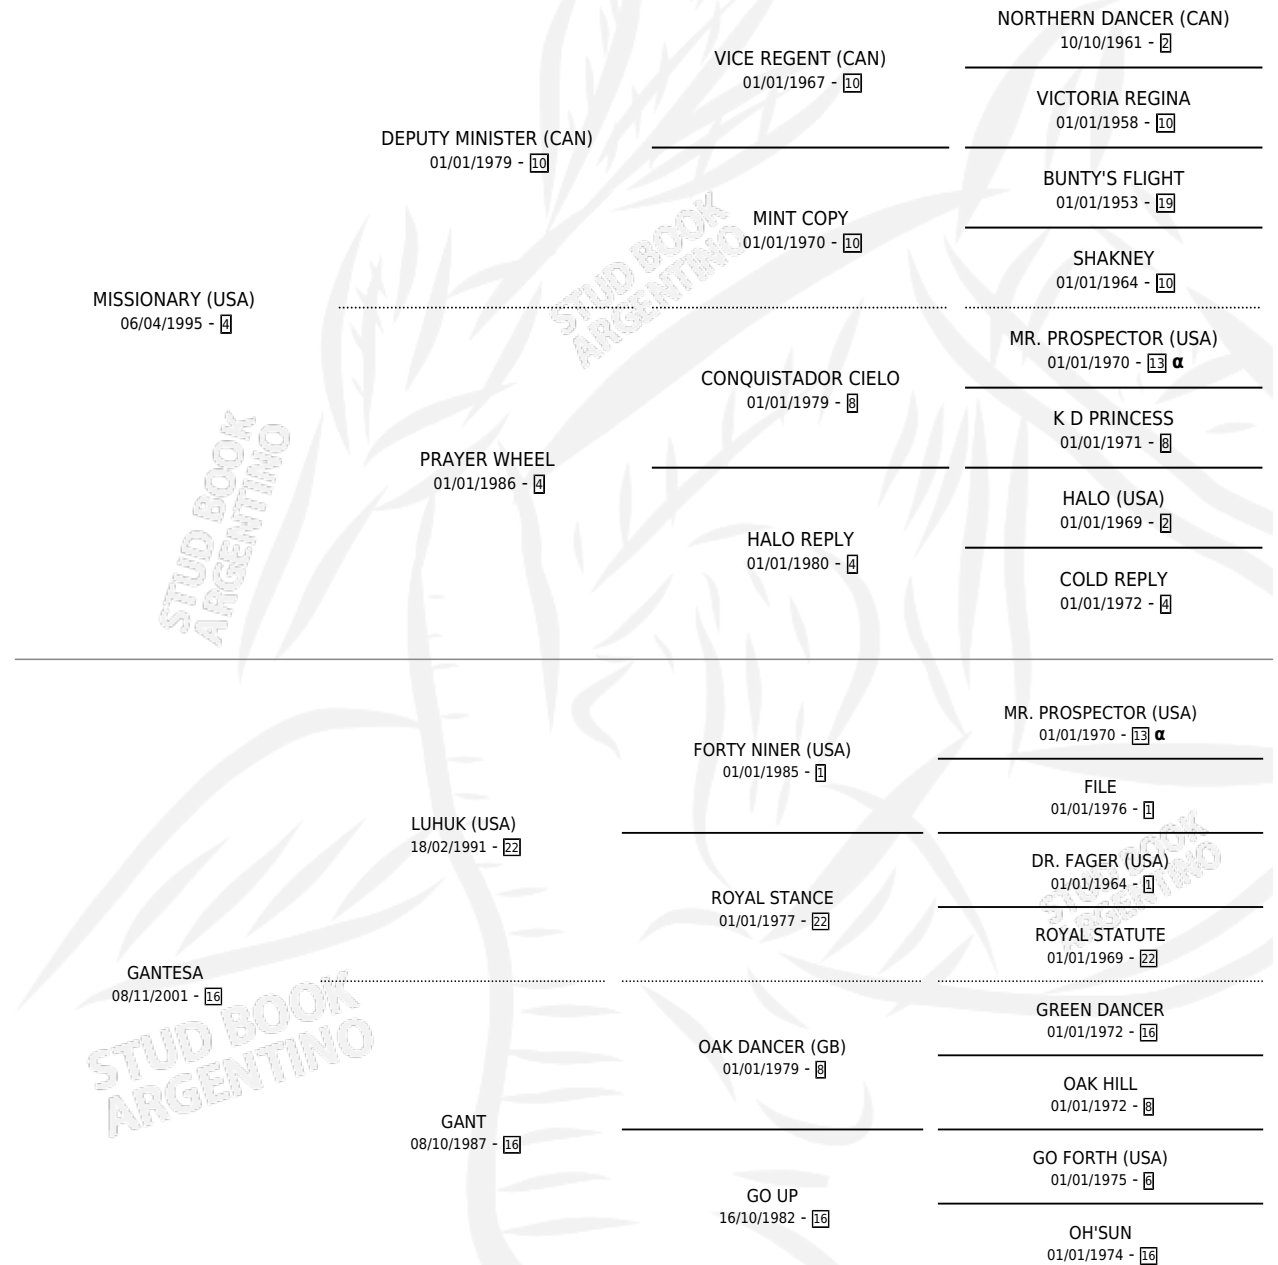 NORTHERN DANCER (CAN)
10/10/1961 - 2
VICE REGENT (CAN)
01/01/1967 - 10
VICTORIA REGINA
01/01/1958 - 10
DEPUTY MINISTER (CAN)
01/01/1979 - 10
BUNTY'S FLIGHT
01/01/1953 - 19
MINT COPY
01/01/1970 - 10
SHAKNEY
01/01/1964 - 10
MISSIONARY (USA)
06/04/1995 - 4
MR. PROSPECTOR (USA)
01/01/1970 - 13 α
CONQUISTADOR CIELO
01/01/1979 - 8
K D PRINCESS
01/01/1971 - 8
PRAYER WHEEL
01/01/1986 - 4
HALO (USA)
01/01/1969 - 2
HALO REPLY
01/01/1980 - 4
COLD REPLY
01/01/1972 - 4
MR. PROSPECTOR (USA)
01/01/1970 - 13 α
FORTY NINER (USA)
01/01/1985 - 1
FILE
01/01/1976 - 1
LUHUK (USA)
18/02/1991 - 22
DR. FAGER (USA)
01/01/1964 - 1
ROYAL STANCE
01/01/1977 - 22
ROYAL STATUTE
01/01/1969 - 22
GANTESA
08/11/2001 - 16
GREEN DANCER
01/01/1972 - 16
OAK DANCER (GB)
01/01/1979 - 8
OAK HILL
01/01/1972 - 8
GANT
08/10/1987 - 16
GO FORTH (USA)
01/01/1975 - 6
GO UP
16/10/1982 - 16
OH'SUN
01/01/1974 - 16
STUD BOOK
ARGENTINO
STUD BOOK
ARGENTINO
STUD BOOK
ARGENTINO
STUD BOOK
ARGENTINO